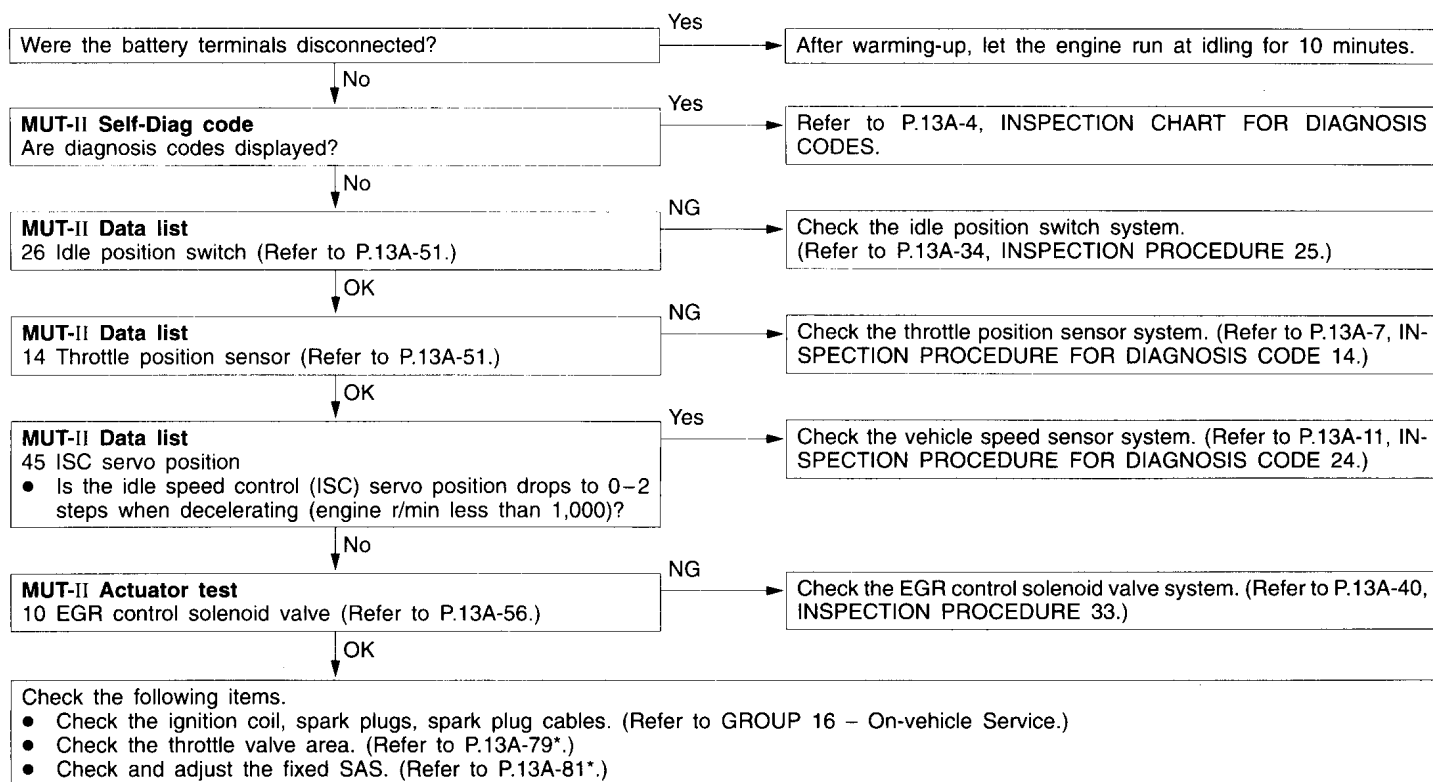 Were the battery terminals disconnected?
Yes
After warming-up, let the engine run at idling for 10 minutes.
No
MUT-II Self-Diag code
Are diagnosis codes displayed?
Yes
Refer to P.13A-4, INSPECTION CHART FOR DIAGNOSIS
CODES.
No
MUT-II Data list
26 Idle position switch (Refer to P.13A-51.)
NG
Check the idle position switch system.
(Refer to P.13A-34, INSPECTION PROCEDURE 25.)
OK
MUT-II Data list
14 Throttle position sensor (Refer to P.13A-51.)
NG
Check the throttle position sensor system. (Refer to P.13A-7, IN-
SPECTION PROCEDURE FOR DIAGNOSIS CODE 14.)
OK
MUT-II Data list
45 ISC servo position
● Is the idle speed control (ISC) servo position drops to 0–2
steps when decelerating (engine r/min less than 1,000)?
Yes
Check the vehicle speed sensor system. (Refer to P.13A-11, IN-
SPECTION PROCEDURE FOR DIAGNOSIS CODE 24.)
No
MUT-II Actuator test
10 EGR control solenoid valve (Refer to P.13A-56.)
NG
Check the EGR control solenoid valve system. (Refer to P.13A-40,
INSPECTION PROCEDURE 33.)
OK
Check the following items.
● Check the ignition coil, spark plugs, spark plug cables. (Refer to GROUP 16 – On-vehicle Service.)
● Check the throttle valve area. (Refer to P.13A-79*.)
● Check and adjust the fixed SAS. (Refer to P.13A-81*.)